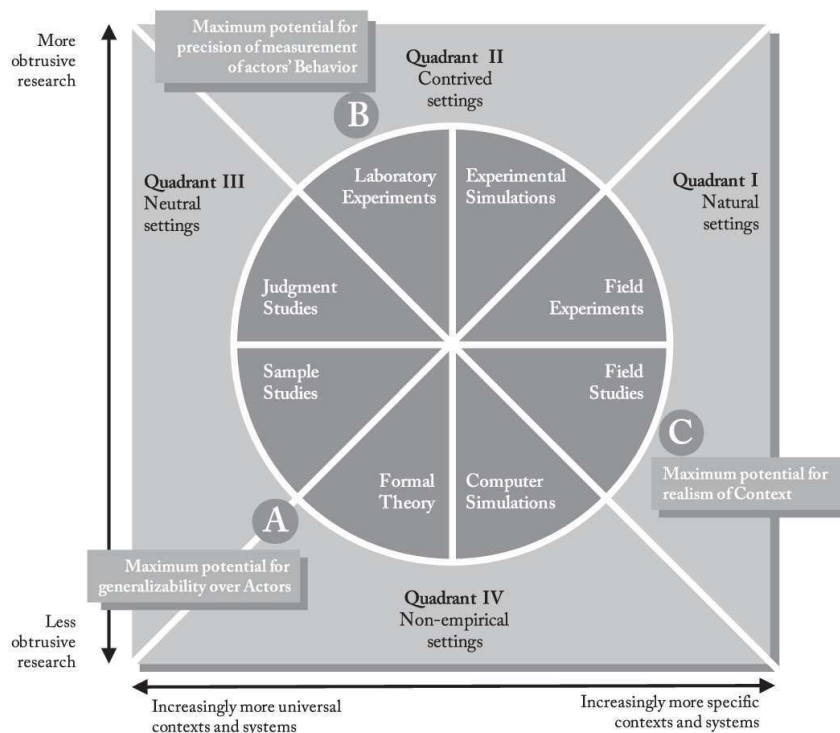 More
obtrusive
research
Maximum potential for
precision of measurement
of actors' Behavior
Quadrant II
Contrived
settings
B
Quadrant III
Neutral
settings
Laboratory
Experiments
Experimental
Simulations
Quadrant I
Natural
settings
Judgment
Studies
Field
Experiments
Sample
Studies
Field
Studies
C
Formal
Theory
Computer
Simulations
Maximum potential for
realism of Context
A
Maximum potential for
generalizability over Actors
Quadrant IV
Non-empirical
settings
Less
obtrusive
research
Increasingly more universal
contexts and systems
Increasingly more specific
contexts and systems